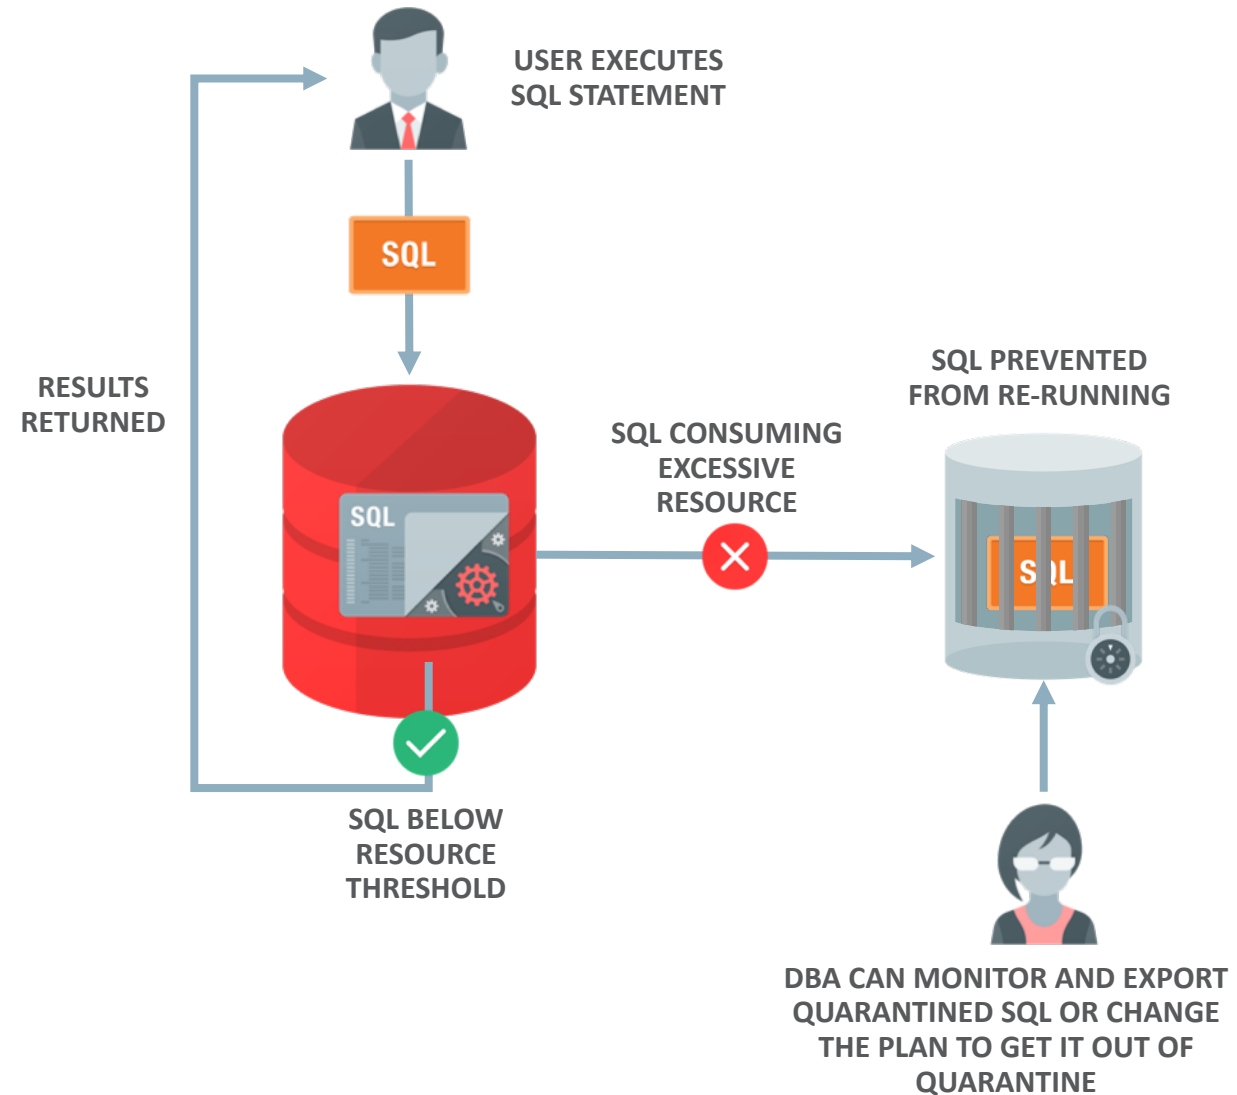 USER EXECUTES
SQL STATEMENT
SQL
RESULTS
RETURNED
SQL
SQL CONSUMING
EXCESSIVE
RESOURCE
SQL PREVENTED
FROM RE-RUNNING
SQL
SQL BELOW
RESOURCE
THRESHOLD
DBA CAN MONITOR AND EXPORT
QUARANTINED SQL OR CHANGE
THE PLAN TO GET IT OUT OF
QUARANTINE